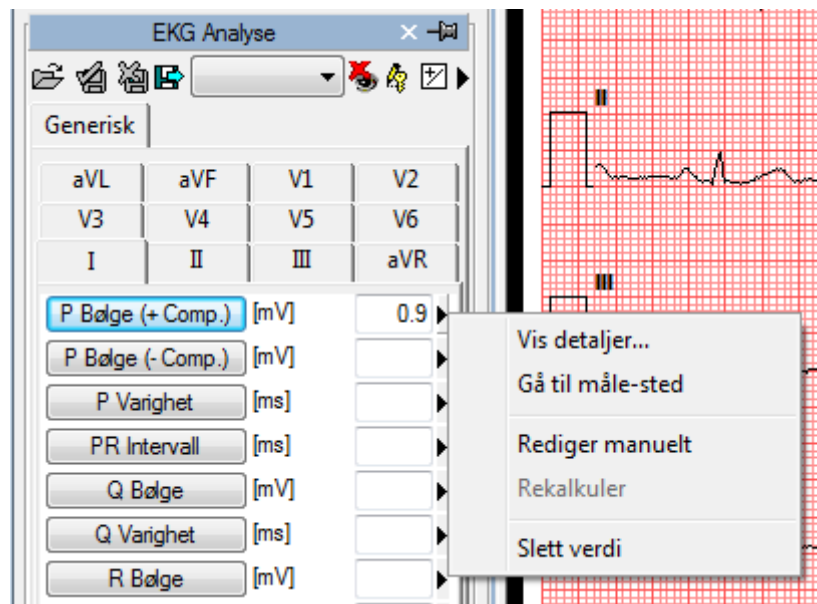 EKG Analyse
Generisk
aVL aVF V1 V2
V3 V4 V5 V6
I II III aVR
P Bølge (+ Comp.) [mV] 0.9
P Bølge (- Comp.) [mV]
P Varighet [ms]
PR Intervall [ms]
Q Bølge [mV]
Q Varighet [ms]
R Bølge [mV]
Vis detaljer...
Gå til måle-sted
Rediger manuelt
Rekalkuler
Slett verdi
II
III